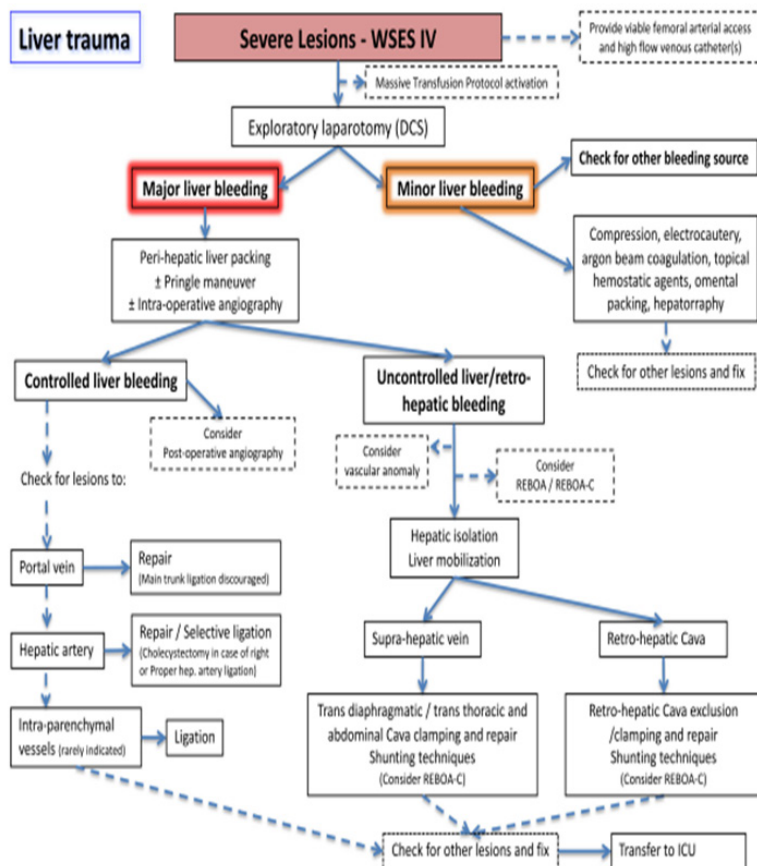 Liver trauma
Severe Lesions - WSES IV
Provide viable femoral arterial access
and high flow venous catheter(s)
Massive Transfusion Protocol activation
Exploratory laparotomy (DCS)
Major liver bleeding
Minor liver bleeding
Check for other bleeding source
Peri-hepatic liver packing
± Pringle maneuver
± Intra-operative angiography
Compression, electrocautery,
argon beam coagulation, topical
hemostatic agents, omental
packing, hepatorraphy
Check for other lesions and fix
Controlled liver bleeding
Uncontrolled liver/retro-
hepatic bleeding
Consider
Post-operative angiography
Consider
vascular anomaly
Consider
REBOA / REBOA-C
Check for lesions to:
Hepatic isolation
Liver mobilization
Portal vein
Repair
(Main trunk ligation discouraged)
Hepatic artery
Repair / Selective ligation
(Cholecystectomy in case of right
or Proper hep. artery ligation)
Supra-hepatic vein
Retro-hepatic Cava
Intra-parenchymal
vessels (rarely indicated)
Ligation
Trans diaphragmatic / trans thoracic and
abdominal Cava clamping and repair
Shunting techniques
(Consider REBOA-C)
Retro-hepatic Cava exclusion
/clamping and repair
Shunting techniques
(Consider REBOA-C)
Check for other lesions and fix
Transfer to ICU